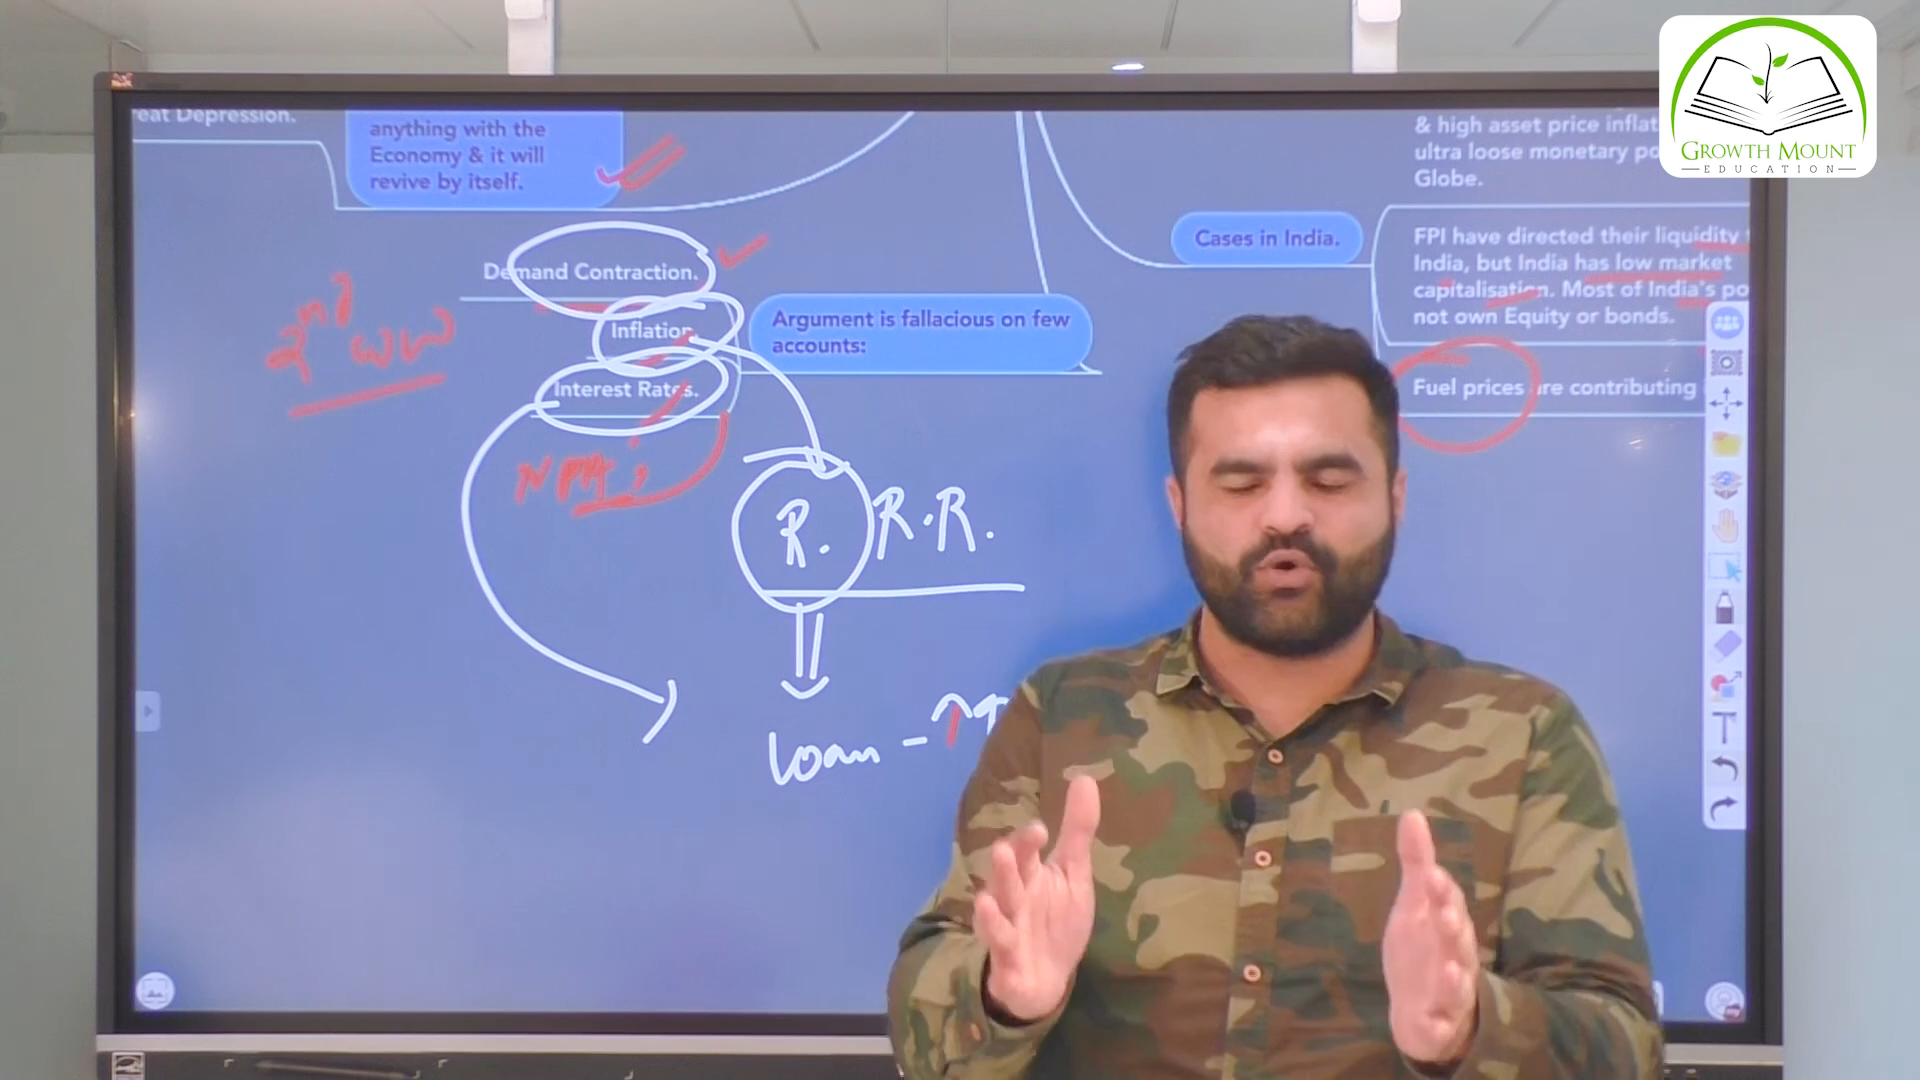 GROWTH MOUNT
EDUCATION
eat Depression.
anything with the
Economy & it will
revive by itself.
& high asset price inflat
ultra loose monetary po
Globe.
Cases in India.
FPI have directed their liquidity
India, but India has low market
capitalisation. Most of India's po
not own Equity or bonds.
Fuel prices are contributing
Demand Contraction.
Inflation
Interest Rates.
Argument is fallacious on few
accounts:
2nd WW
NPA
R. R.R.
loan -